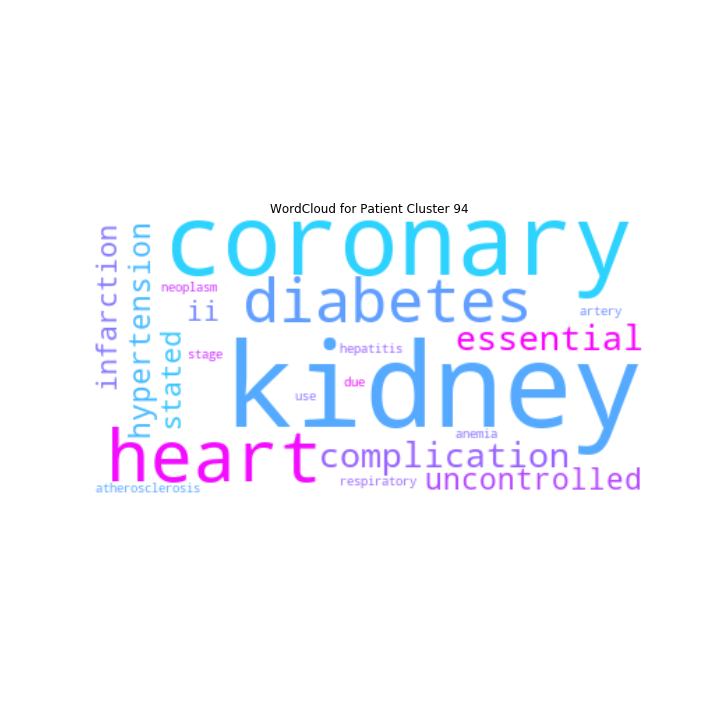 WordCloud for Patient Cluster 94
coronary
infarction
hypertension
neoplasm
diabetes
ii
artery
stated
essential
stage
hepatitis
kidney
due
use
heart
anemia
complication
uncontrolled
respiratory
atherosclerosis